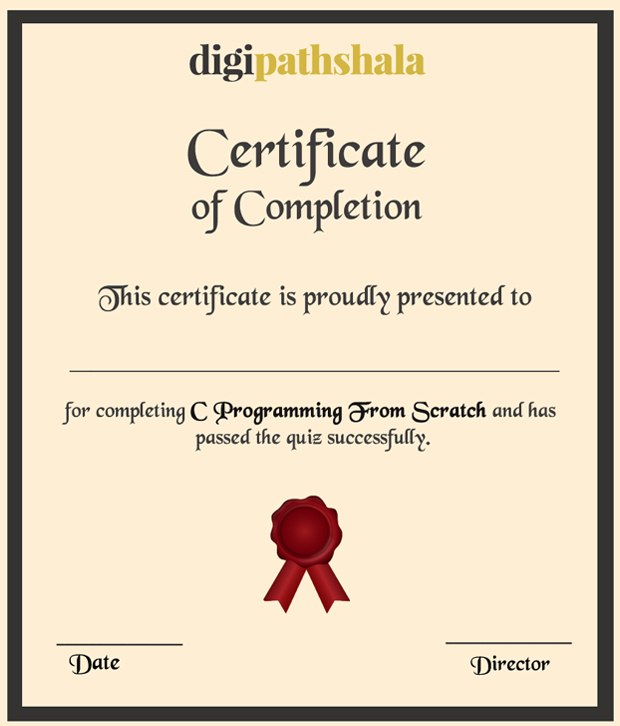 digipathshala
Certificate
of Completion
This certificate is proudly presented to
for completing C Programming From Scratch and has
passed the quiz successfully.
Date
Director